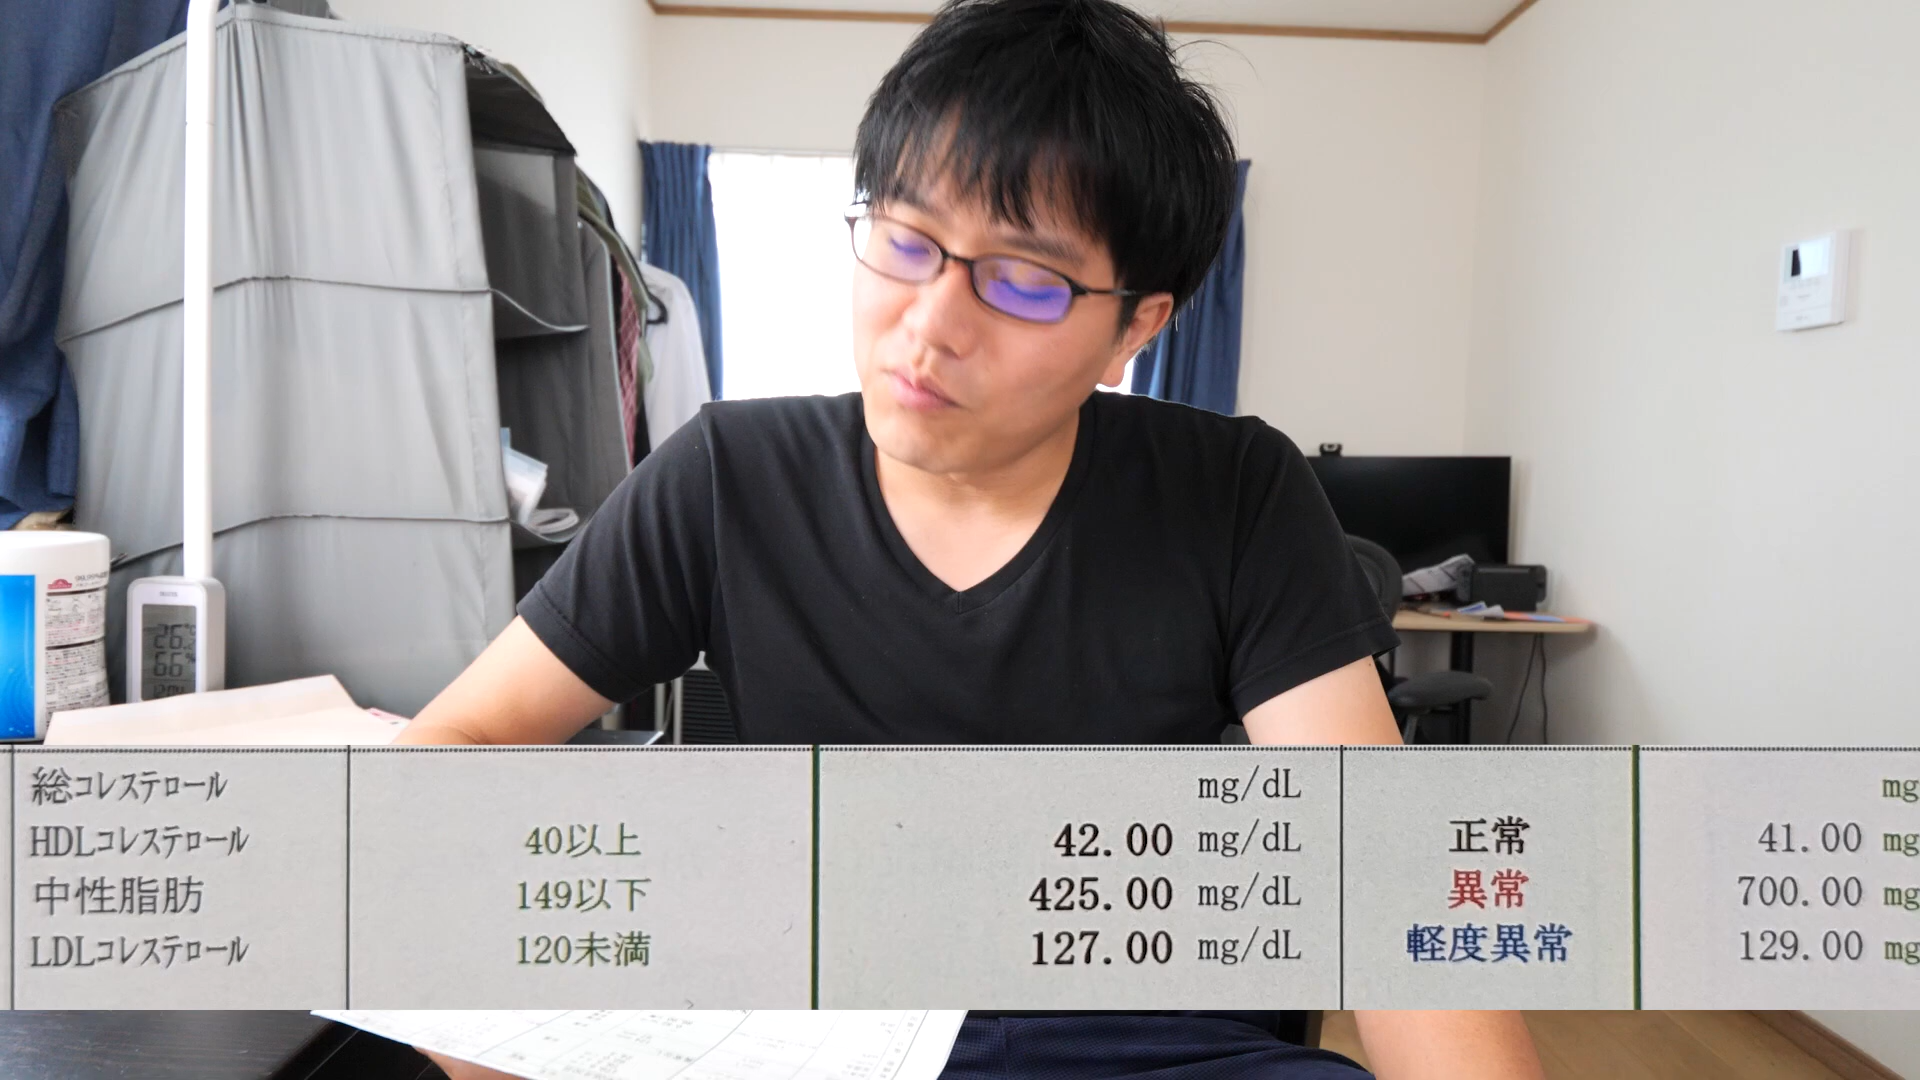 26.
66%
総コレステロール mg/dL mg
HDLコレステロール 40以上 42.00 mg/dL 正常 41.00 mg
中性脂肪 149以下 425.00 mg/dL 異常 700.00 mg
LDLコレステロール 120未満 127.00 mg/dL 軽度異常 129.00 mg